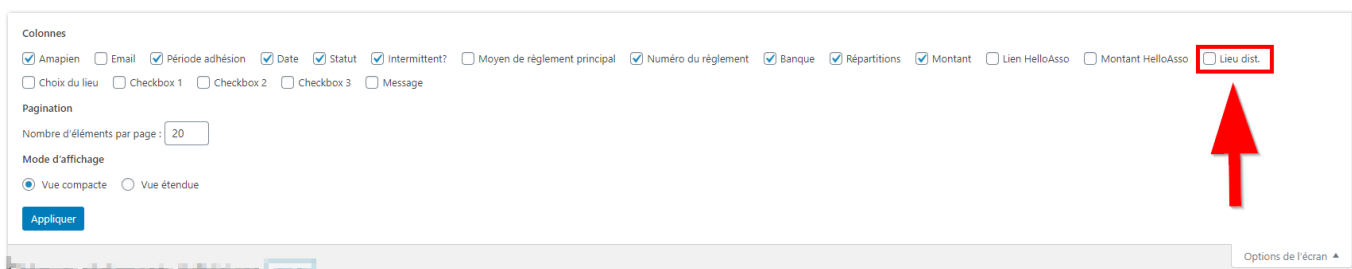 Colonnes
Amapien Email Période adhésion Date Statut Intermittent? Moyen de règlement principal Numéro du règlement Banque Répartitions Montant Lien HelloAsso Montant HelloAsso Lieu dist.
Choix du lieu Checkbox 1 Checkbox 2 Checkbox 3 Message
Pagination
Nombre d'éléments par page : 20
Mode d'affichage
Vue compacte Vue étendue
Appliquer
Options de l'écran ▲